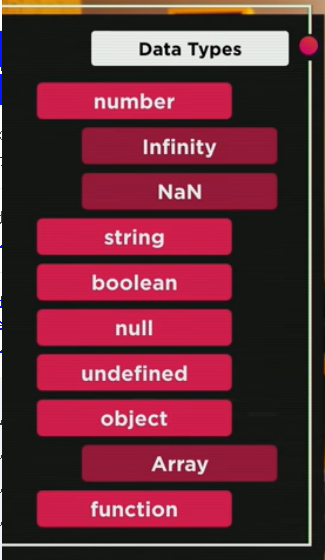 Data Types
number
Infinity
NaN
string
boolean
null
undefined
object
Array
function